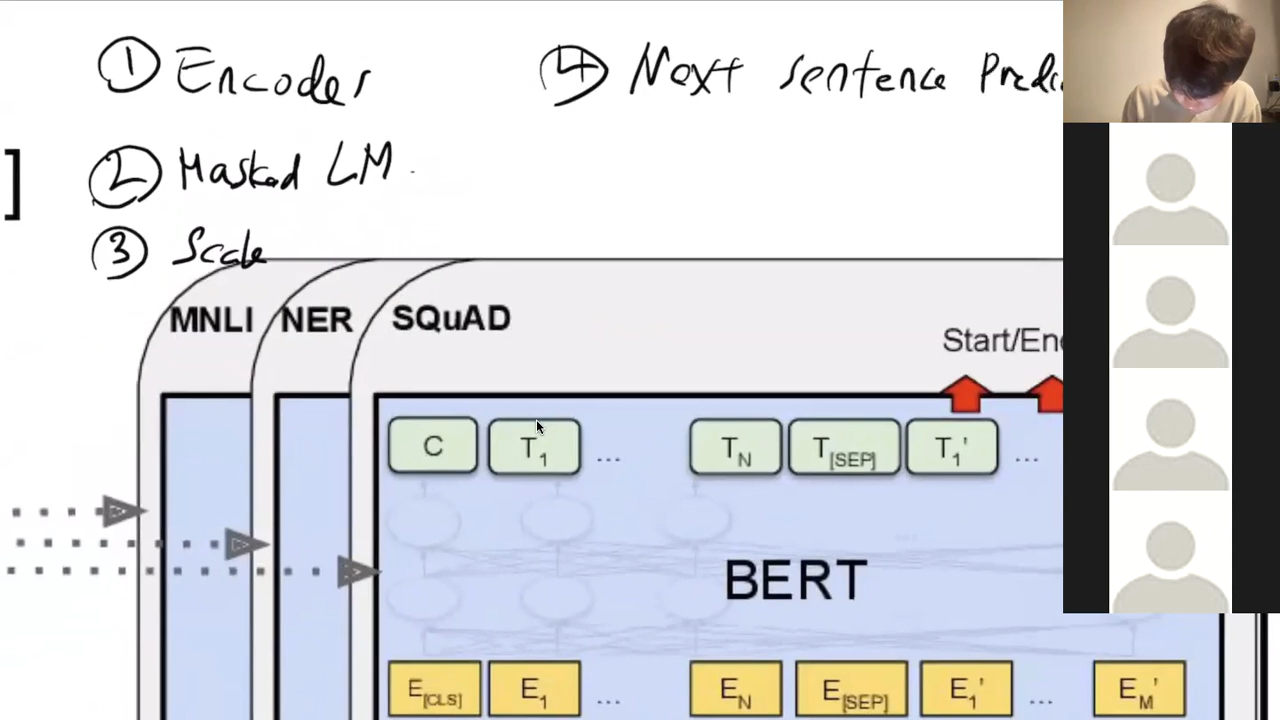 ① Encoder ④ Next sentence Predic
]
② Masked LM
③ Scale
MNLI NER SQuAD
Start/End
C T1 ... TN T[SEP] T1' ...
BERT
E[CLS] E1 ... EN E[SEP] E1' ... EM'